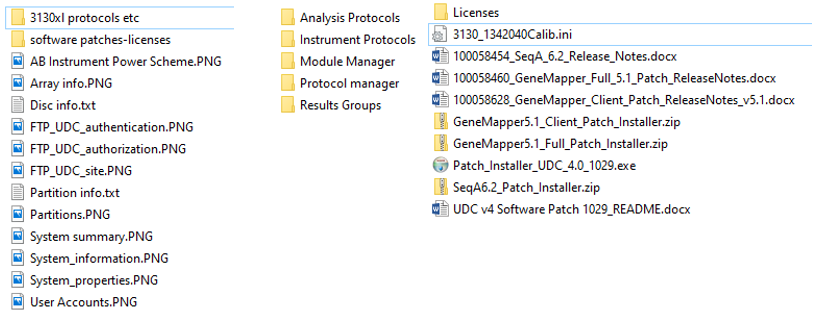 3130xl protocols etc
software patches-licenses
AB Instrument Power Scheme.PNG
Array info.PNG
Disc info.txt
FTP_UDC_authentication.PNG
FTP_UDC_authorization.PNG
FTP_UDC_site.PNG
Partition info.txt
Partitions.PNG
System summary.PNG
System_information.PNG
System_properties.PNG
User Accounts.PNG
Analysis Protocols
Instrument Protocols
Module Manager
Protocol manager
Results Groups
Licenses
3130_1342040Calib.ini
100058454_SeqA_6.2_Release_Notes.docx
100058460_GeneMapper_Full_5.1_Patch_ReleaseNotes.docx
100058628_GeneMapper_Client_Patch_ReleaseNotes_v5.1.docx
GeneMapper5.1_Client_Patch_Installer.zip
GeneMapper5.1_Full_Patch_Installer.zip
Patch_Installer_UDC_4.0_1029.exe
SeqA6.2_Patch_Installer.zip
UDC v4 Software Patch 1029_README.docx